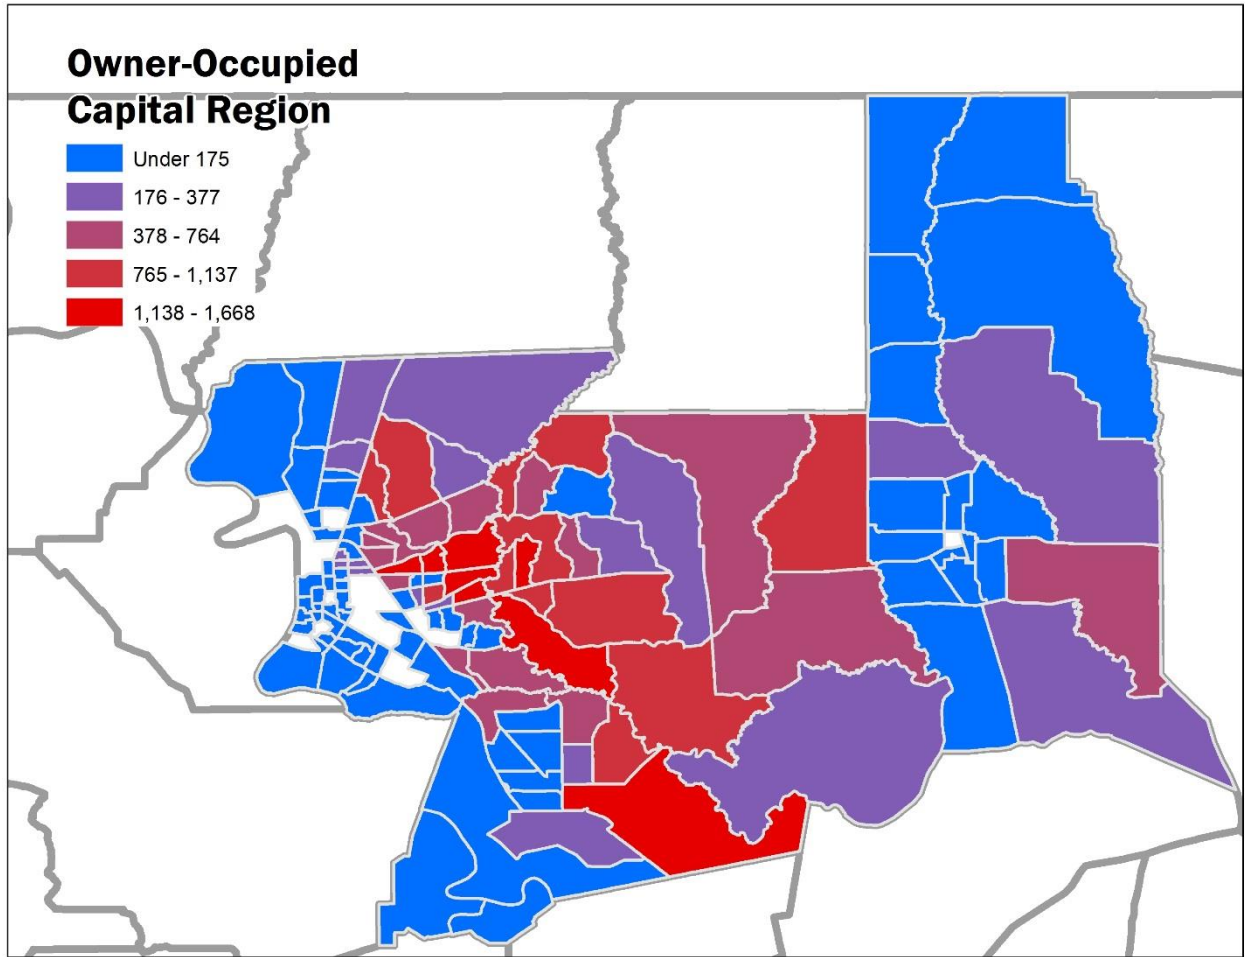 Owner-Occupied
Capital Region
Under 175
176 - 377
378 - 764
765 - 1,137
1,138 - 1,668